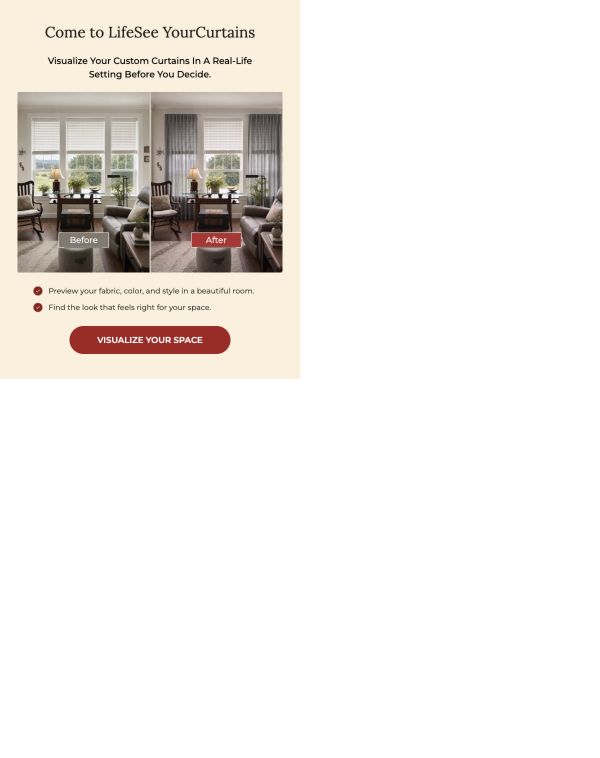 Come to LifeSee YourCurtains
Visualize Your Custom Curtains In A Real-Life
Setting Before You Decide.
Before
After
Preview your fabric, color, and style in a beautiful room.
Find the look that feels right for your space.
VISUALIZE YOUR SPACE